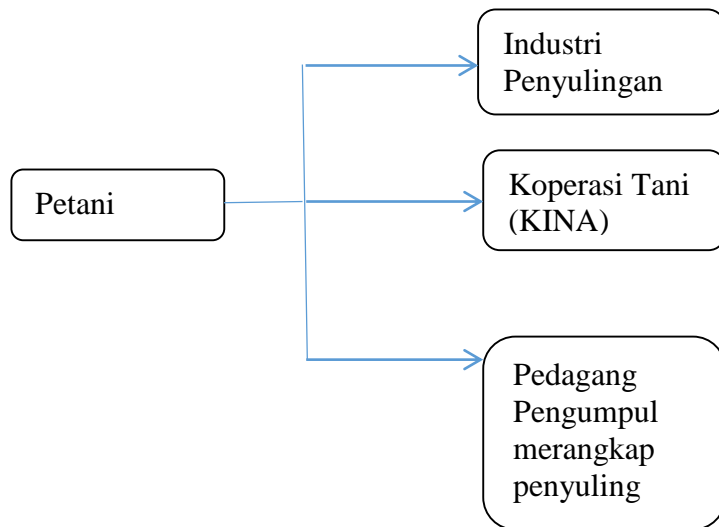 Industri
Penyulingan
Petani
Koperasi Tani
(KINA)
Pedagang
Pengumpul
merangkap
penyuling